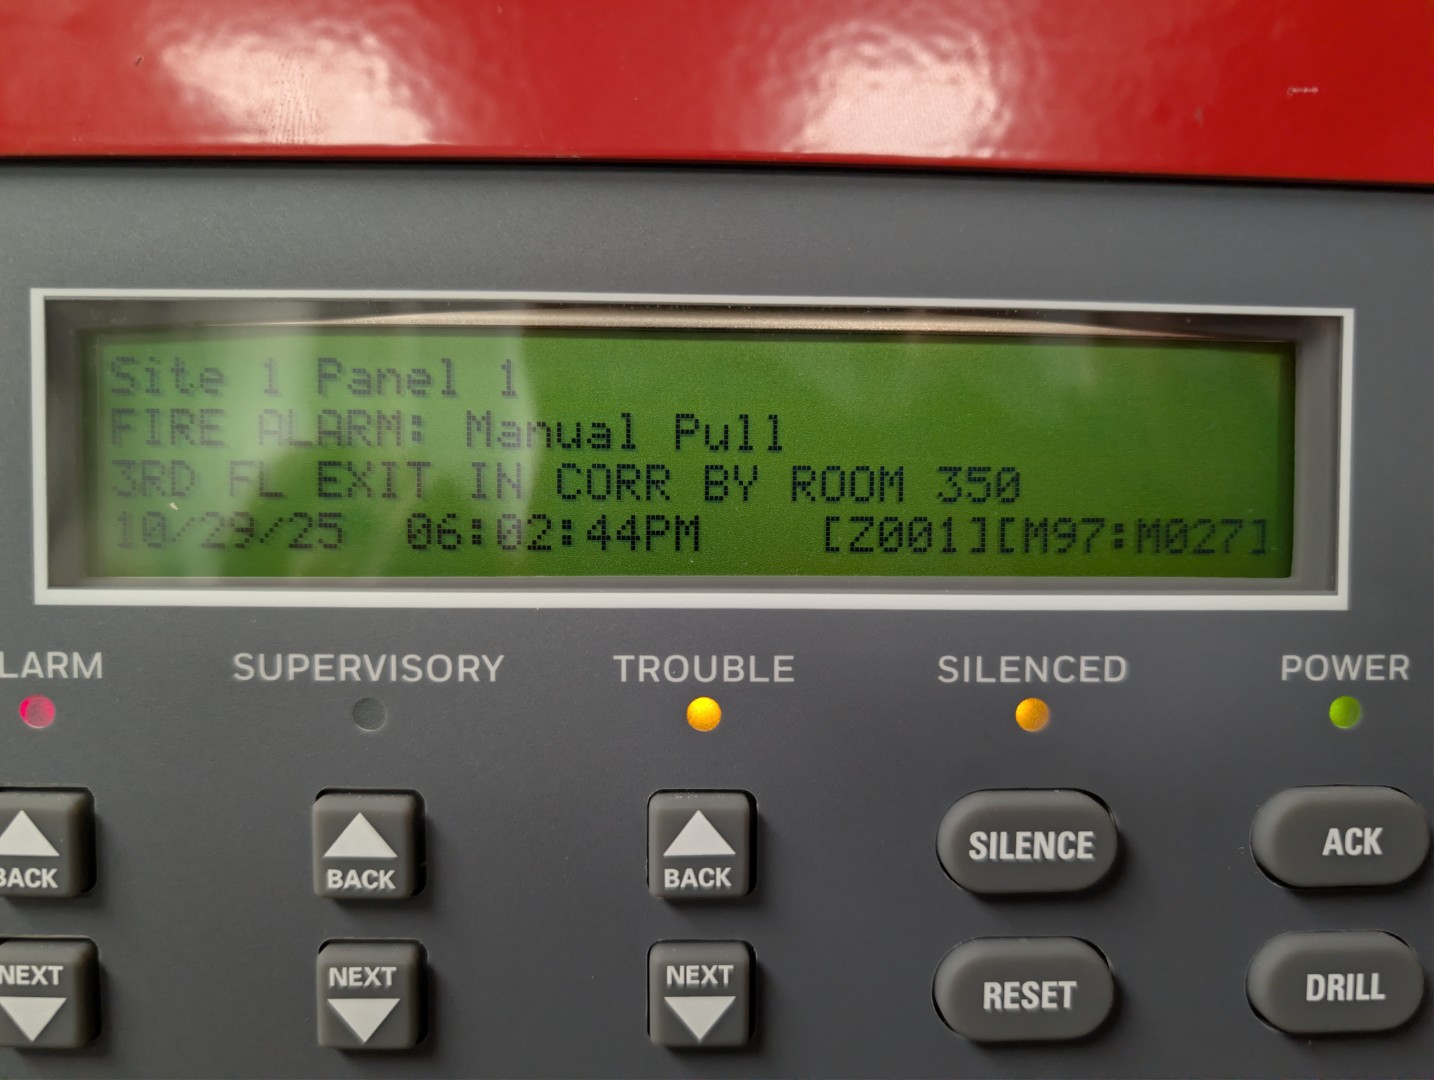 Site 1 Panel 1
FIRE ALARM: Manual Pull
3RD FL EXIT IN CORR BY ROOM 350
10/29/25 06:02:44PM [Z001][M97:M027]
LARM SUPERVISORY TROUBLE SILENCED POWER
BACK BACK BACK SILENCE ACK
NEXT NEXT NEXT RESET DRILL